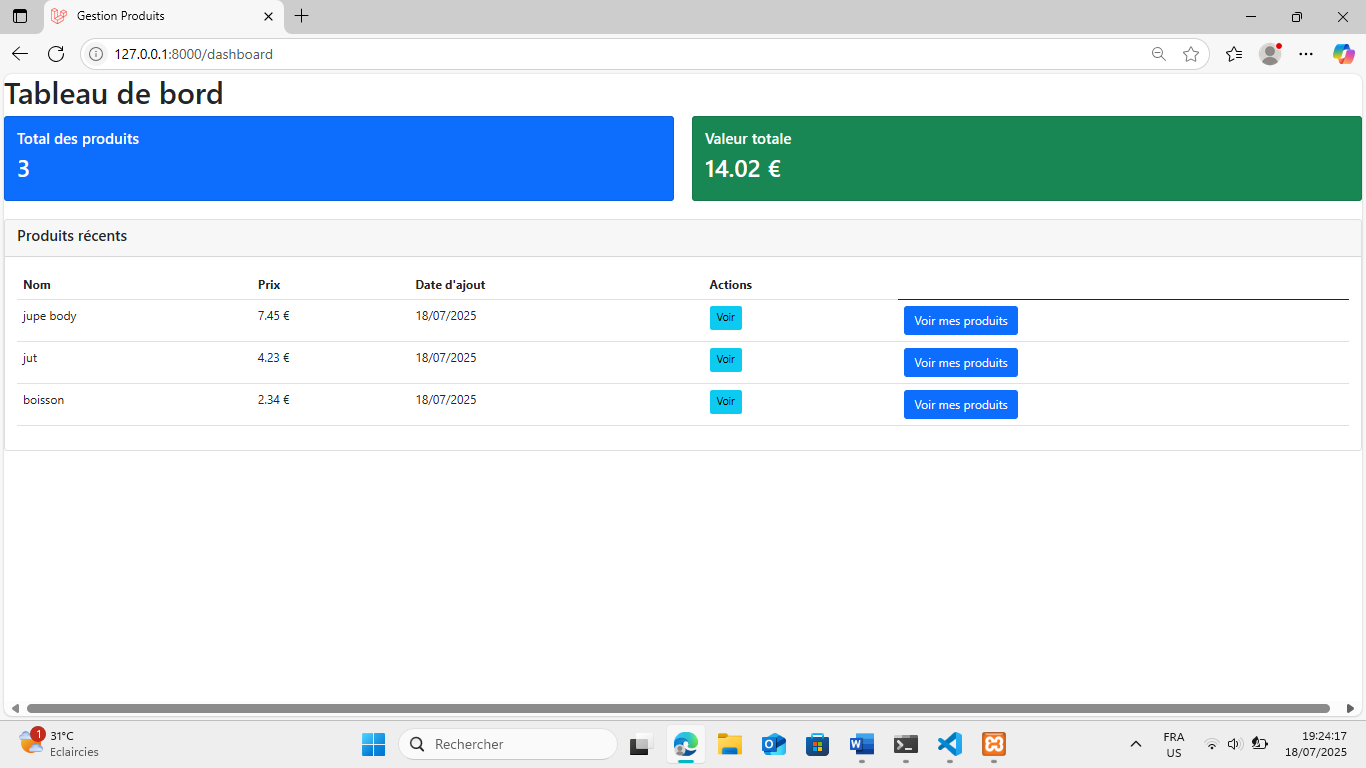 Gestion Produits
127.0.0.1:8000/dashboard
Tableau de bord
Total des produits
3
Valeur totale
14.02 €
Produits récents
Nom Prix Date d'ajout Actions
jupe body 7.45 € 18/07/2025 Voir Voir mes produits
jut 4.23 € 18/07/2025 Voir Voir mes produits
boisson 2.34 € 18/07/2025 Voir Voir mes produits
1
31°C
Eclaircies
Rechercher
FRA
US
19:24:17
18/07/2025